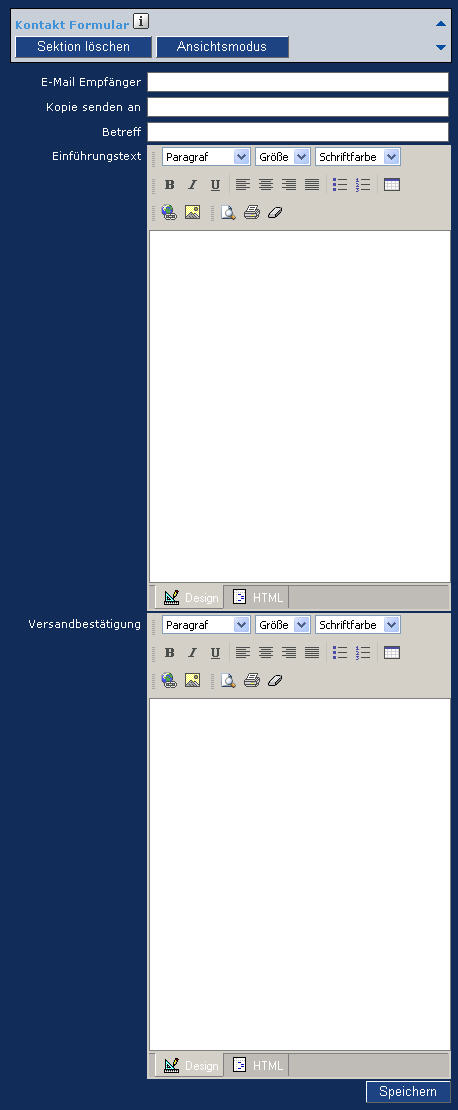 Kontakt Formular i
Sektion löschen Ansichtsmodus
E-Mail Empfänger
Kopie senden an
Betreff
Einführungstext Paragraf Größe Schriftfarbe
B I U
Design HTML
Versandbestätigung Paragraf Größe Schriftfarbe
B I U
Design HTML
Speichern